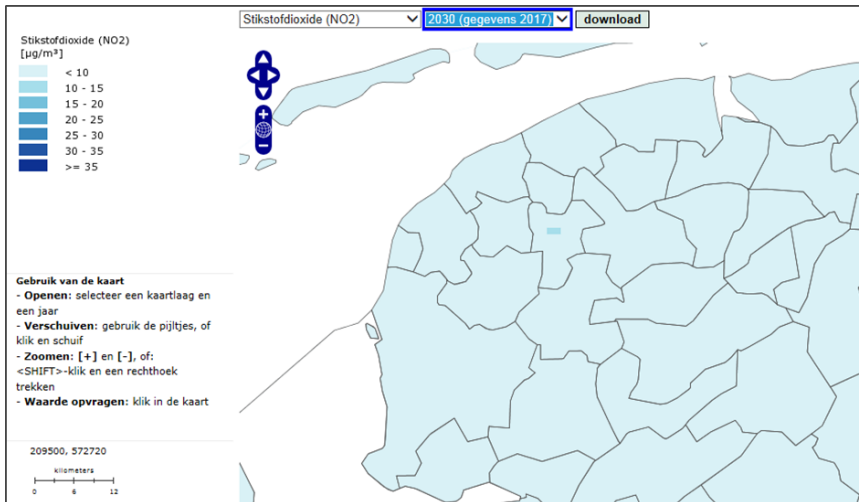 Stikstofdioxide (NO2) 2030 (gegevens 2017) download
Stikstofdioxide (NO2)
[µg/m³]
< 10
10 - 15
15 - 20
20 - 25
25 - 30
30 - 35
>= 35
Gebruik van de kaart
- Openen: selecteer een kaartlaag en
een jaar
- Verschuiven: gebruik de pijltjes, of
klik en schuif
- Zoomen: [+] en [-], of:
<SHIFT>-klik en een rechthoek
trekken
- Waarde opvragen: klik in de kaart
209500, 572720
kilometers
0 6 12